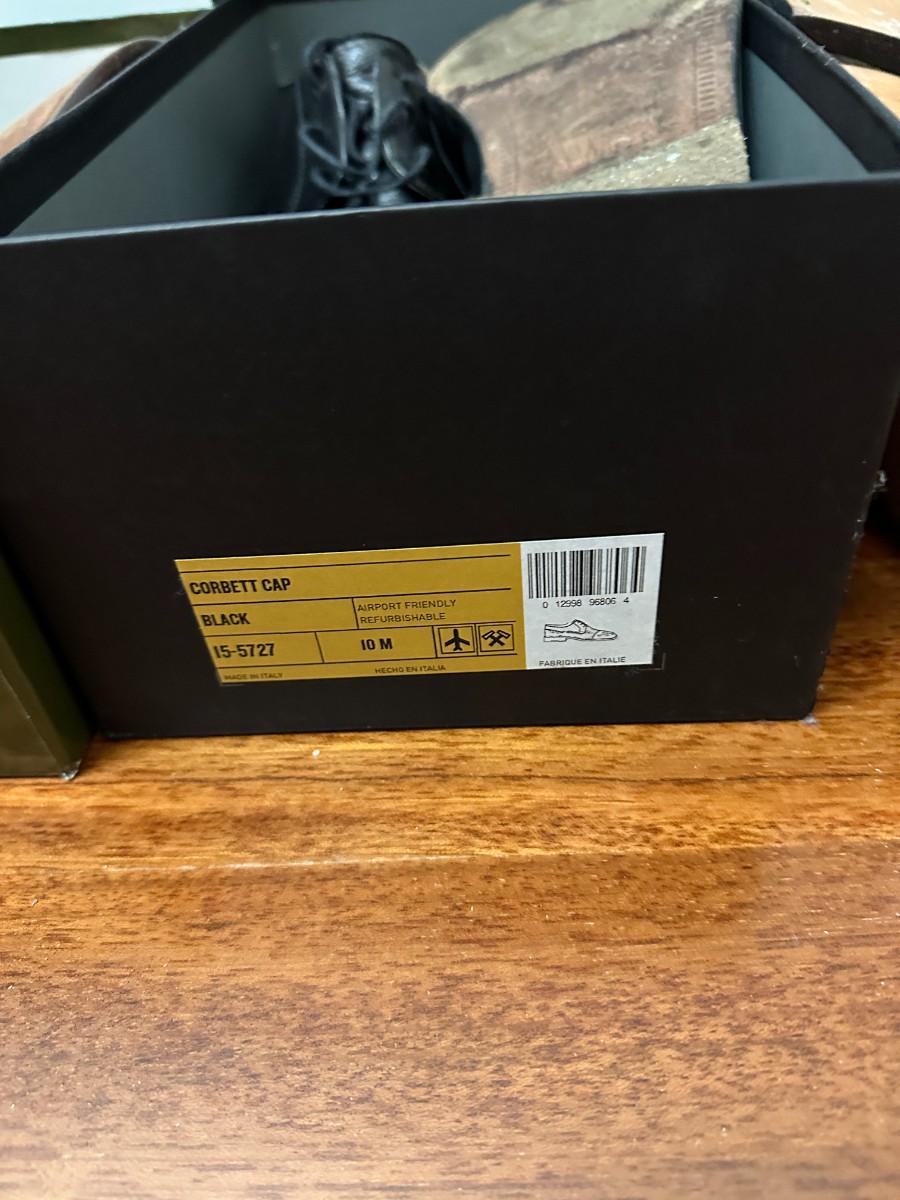 CORBETT CAP
BLACK
AIRPORT FRIENDLY
REFURBISHABLE
15-5727
10 M
MADE IN ITALY
HECHO EN ITALIA
0 12998 96806 4
FABRIQUE EN ITALIE